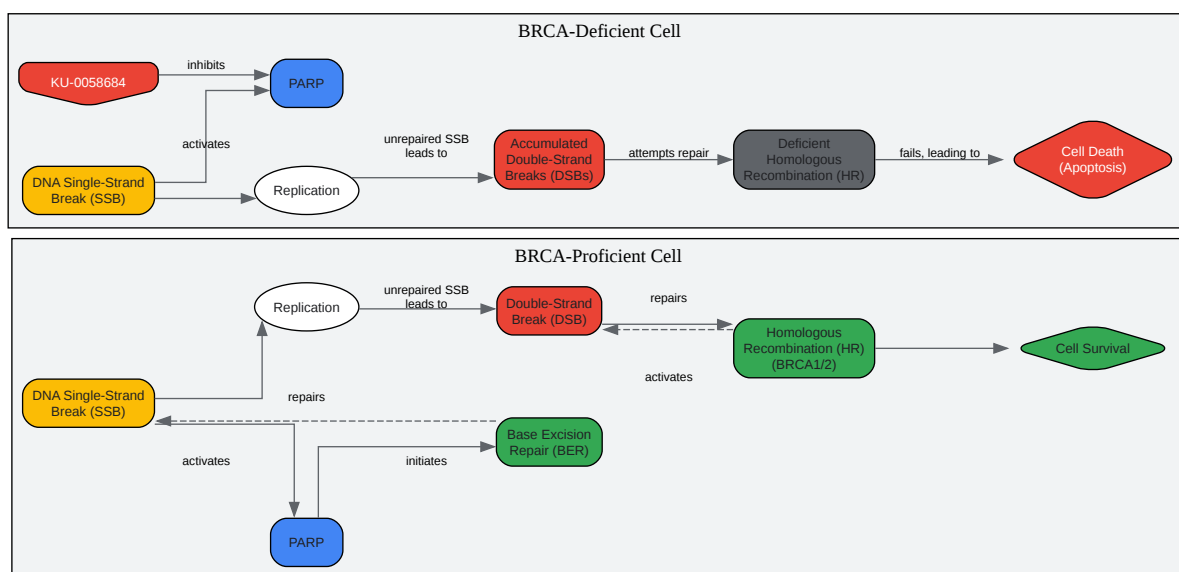 BRCA-Deficient Cell
KU-0058684
inhibits
PARP
activates
DNA Single-Strand
Break (SSB)
Replication
unrepaired SSB
leads to
Accumulated
Double-Strand
Breaks (DSBs)
attempts repair
Deficient
Homologous
Recombination (HR)
fails, leading to
Cell Death
(Apoptosis)
BRCA-Proficient Cell
Replication
unrepaired SSB
leads to
Double-Strand
Break (DSB)
repairs
Homologous
Recombination (HR)
(BRCA1/2)
activates
Cell Survival
DNA Single-Strand
Break (SSB)
repairs
activates
Base Excision
Repair (BER)
initiates
PARP